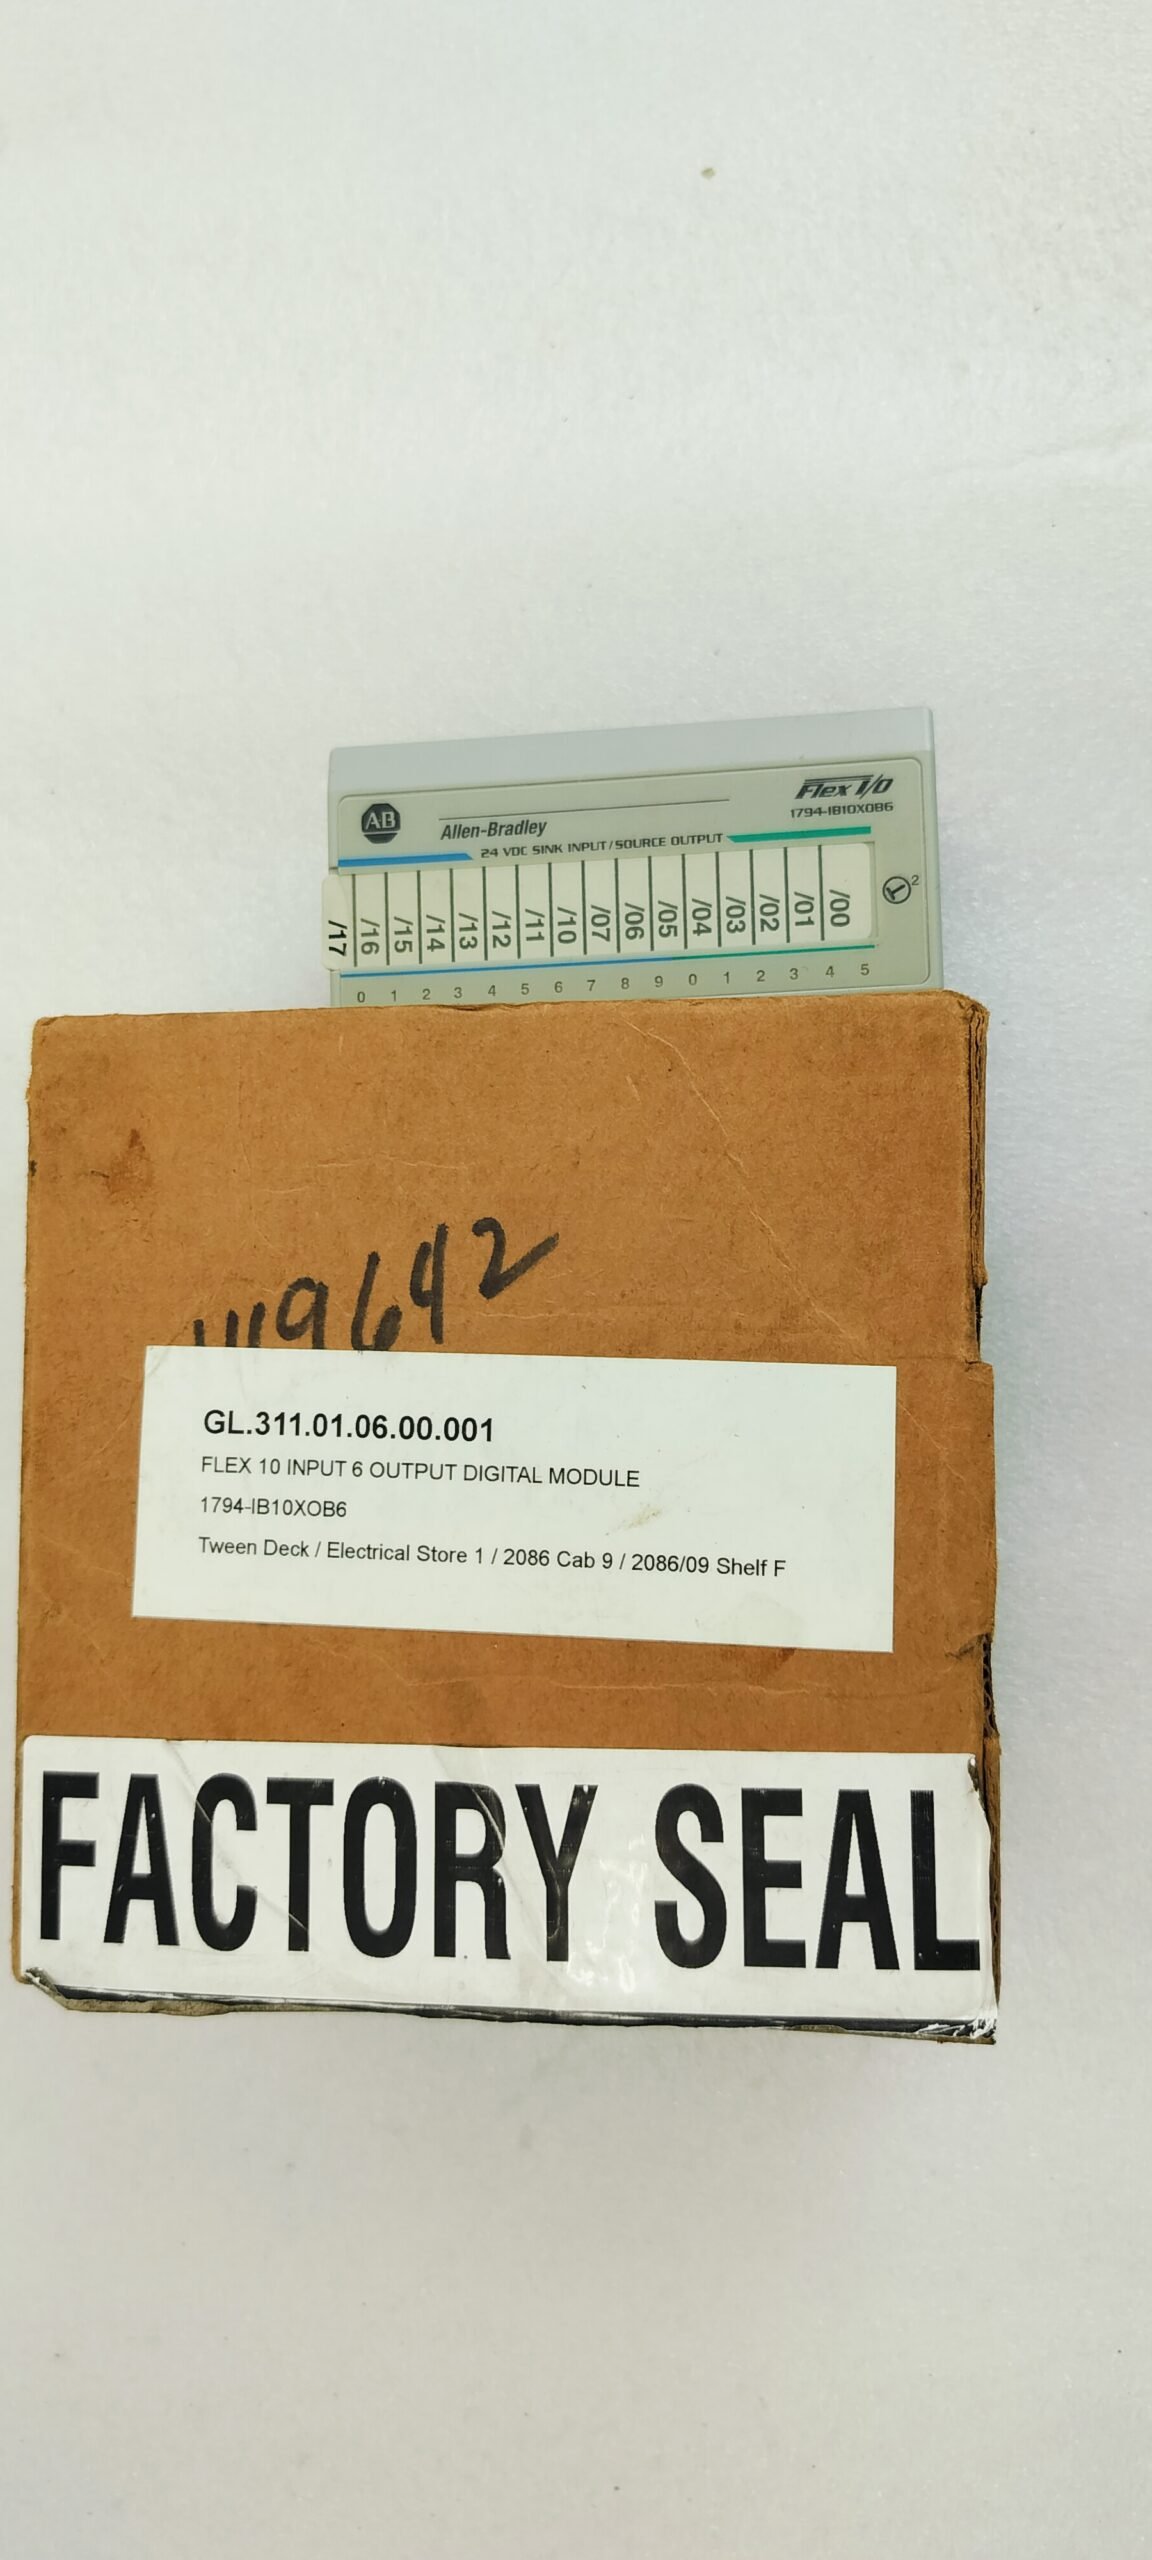 Flex I/O
1794-IB10XOB6
AB
Allen-Bradley
24 VDC SINK INPUT/SOURCE OUTPUT
/17 /16 /15 /14 /13 /12 /11 /10 /07 /06 /05 /04 /03 /02 /01 /00
2
0 1 2 3 4 5 6 7 8 9 0 1 2 3 4 5
9642
GL.311.01.06.00.001
FLEX 10 INPUT 6 OUTPUT DIGITAL MODULE
1794-IB10XOB6
Tween Deck / Electrical Store 1 / 2086 Cab 9 / 2086/09 Shelf F
FACTORY SEAL